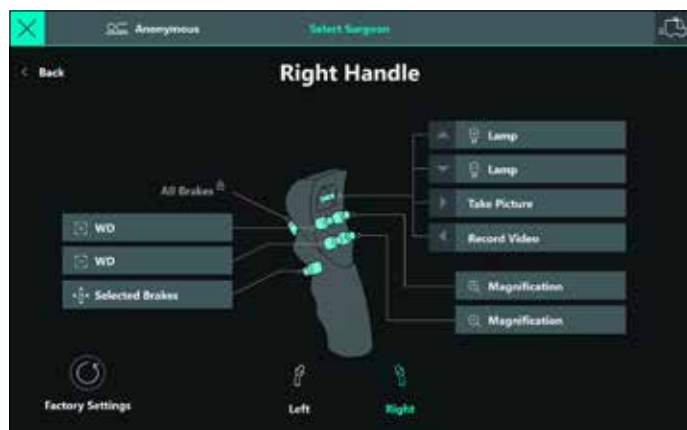 Anonymous
Select Surgeon
Back
Right Handle
All Brakes
WD
WD
Selected Brakes
Lamp
Lamp
Take Picture
Record Video
Magnification
Magnification
Factory Settings
Left
Right